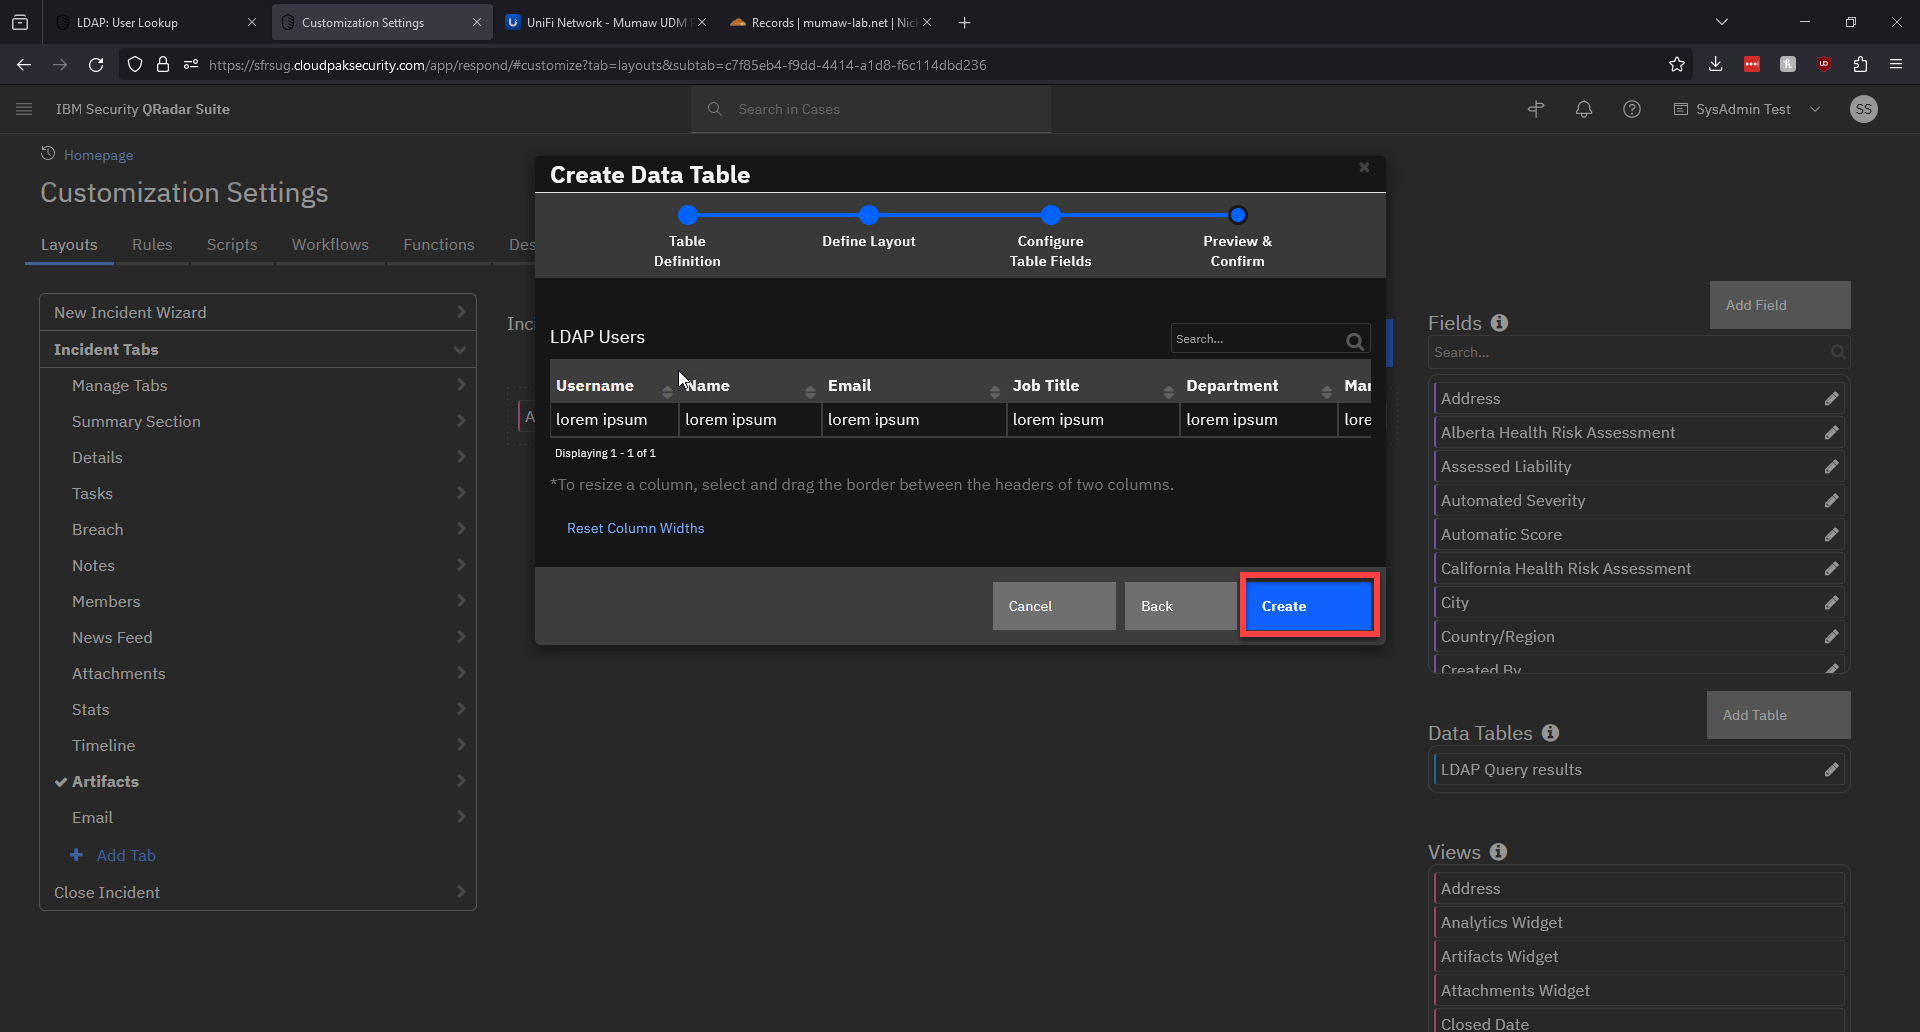 LDAP: User Lookup
Customization Settings
UniFi Network - Mumaw UDM
Records | mumaw-lab.net | Nic
https://sfrsug.cloudpaksecurity.com/app/respond/#customize?tab=layouts&subtab=c7f85eb4-f9dd-4414-a1d8-f6c114dbd236
IBM Security QRadar Suite
Search in Cases
SysAdmin Test
SS
Homepage
Customization Settings
Layouts
Rules
Scripts
Workflows
Functions
Des
New Incident Wizard
Incident Tabs
Manage Tabs
Summary Section
Details
Tasks
Breach
Notes
Members
News Feed
Attachments
Stats
Timeline
Artifacts
Email
Add Tab
Close Incident
Inc
A
Create Data Table
Table Definition
Define Layout
Configure Table Fields
Preview & Confirm
LDAP Users
Search...
Username Name Email Job Title Department Mar
lorem ipsum lorem ipsum lorem ipsum lorem ipsum lorem ipsum lore
Displaying 1 - 1 of 1
*To resize a column, select and drag the border between the headers of two columns.
Reset Column Widths
Cancel
Back
Create
Add Field
Fields
Search...
Address
Alberta Health Risk Assessment
Assessed Liability
Automated Severity
Automatic Score
California Health Risk Assessment
City
Country/Region
Created By
Add Table
Data Tables
LDAP Query results
Views
Address
Analytics Widget
Artifacts Widget
Attachments Widget
Closed Date